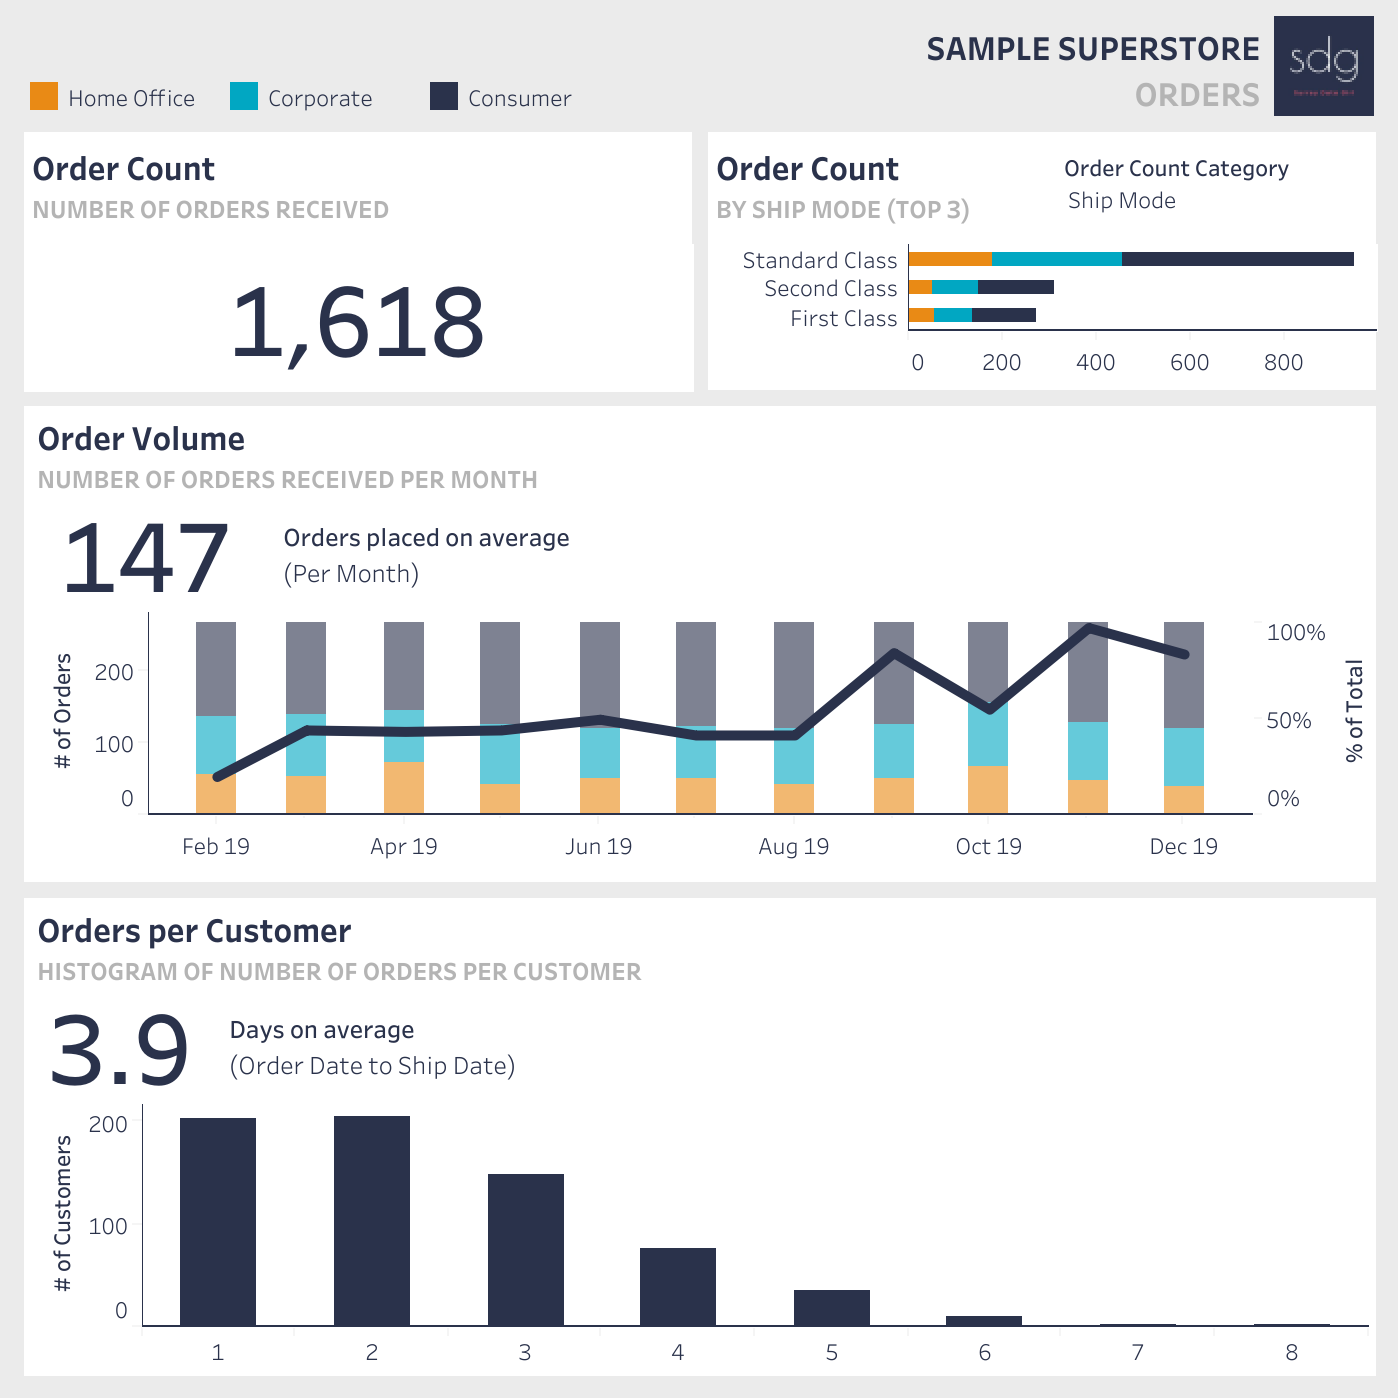 SAMPLE SUPERSTORE
ORDERS
sdg
Home Office
Corporate
Consumer
Order Count
NUMBER OF ORDERS RECEIVED
1,618
Order Count
BY SHIP MODE (TOP 3)
Order Count Category
Ship Mode
Standard Class
Second Class
First Class
0 200 400 600 800
Order Volume
NUMBER OF ORDERS RECEIVED PER MONTH
147
Orders placed on average
(Per Month)
# of Orders
200
100
0
100%
50%
0%
% of Total
Feb 19 Apr 19 Jun 19 Aug 19 Oct 19 Dec 19
Orders per Customer
HISTOGRAM OF NUMBER OF ORDERS PER CUSTOMER
3.9
Days on average
(Order Date to Ship Date)
# of Customers
200
100
0
1 2 3 4 5 6 7 8